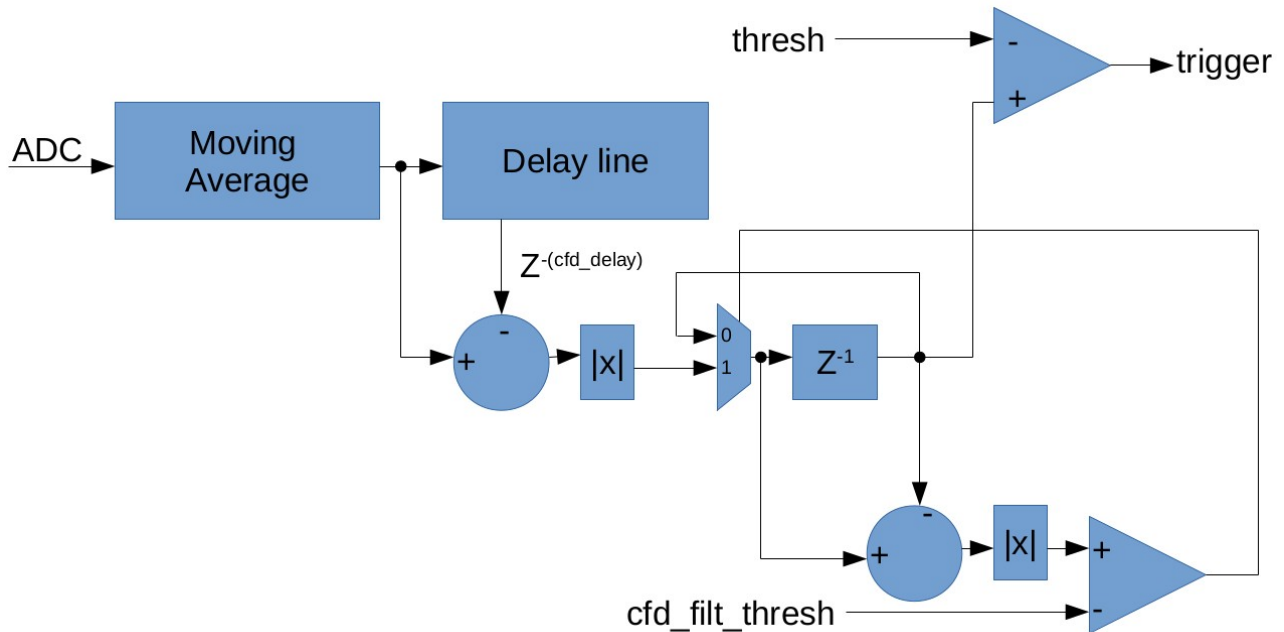 thresh
-
+
trigger
ADC
Moving
Average
Delay line
Z-(cfd_delay)
-
+
|x|
0
1
Z-1
-
+
|x|
+
-
cfd_filt_thresh